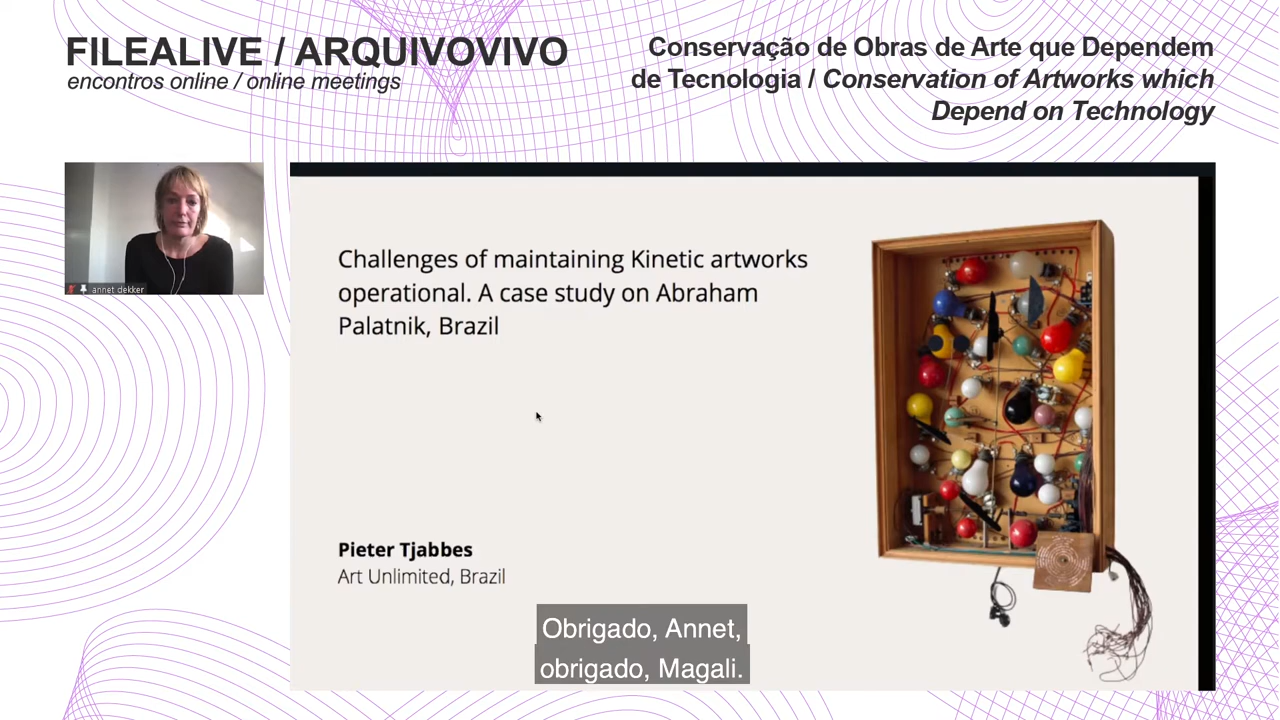 FILEALIVE / ARQUIVOVIVO
encontros online / online meetings
Conservação de Obras de Arte que Dependem
de Tecnologia / Conservation of Artworks which
Depend on Technology
annet dekker
Challenges of maintaining Kinetic artworks
operational. A case study on Abraham
Palatnik, Brazil
Pieter Tjabbes
Art Unlimited, Brazil
Obrigado, Annet,
obrigado, Magali.